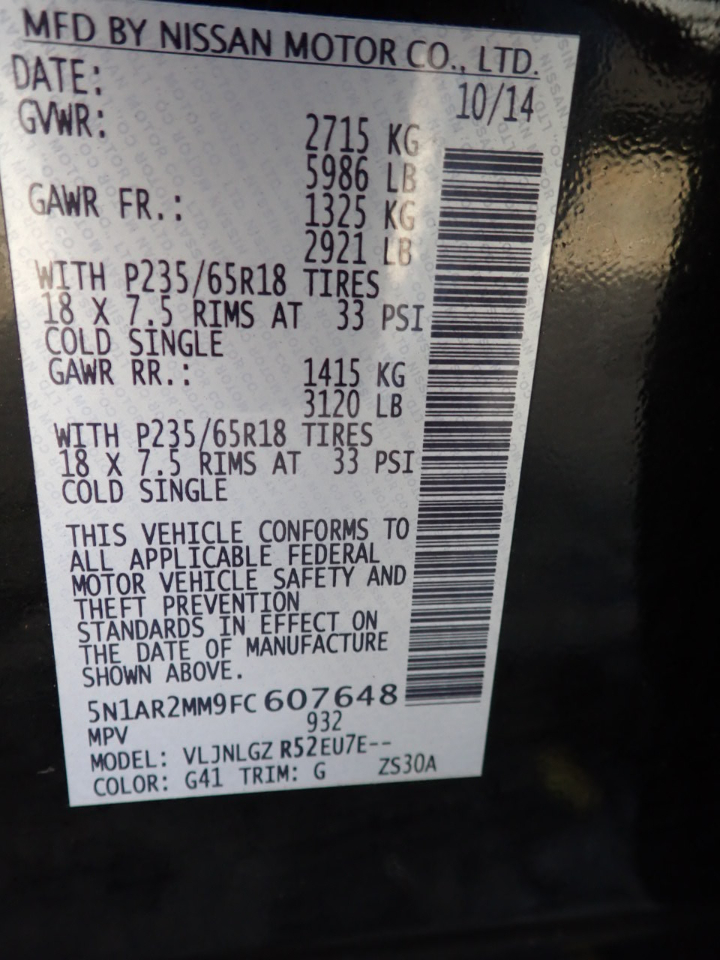 MFD BY NISSAN MOTOR CO., LTD.
DATE: 10/14
GVWR: 2715 KG
5986 LB
GAWR FR.: 1325 KG
2921 LB
WITH P235/65R18 TIRES
18 X 7.5 RIMS AT 33 PSI
COLD SINGLE
GAWR RR.: 1415 KG
3120 LB
WITH P235/65R18 TIRES
18 X 7.5 RIMS AT 33 PSI
COLD SINGLE
THIS VEHICLE CONFORMS TO
ALL APPLICABLE FEDERAL
MOTOR VEHICLE SAFETY AND
THEFT PREVENTION
STANDARDS IN EFFECT ON
THE DATE OF MANUFACTURE
SHOWN ABOVE.
5N1AR2MM9FC607648
MPV 932
MODEL: VLJNLGZ R52EU7E--
COLOR: G41 TRIM: G ZS30A